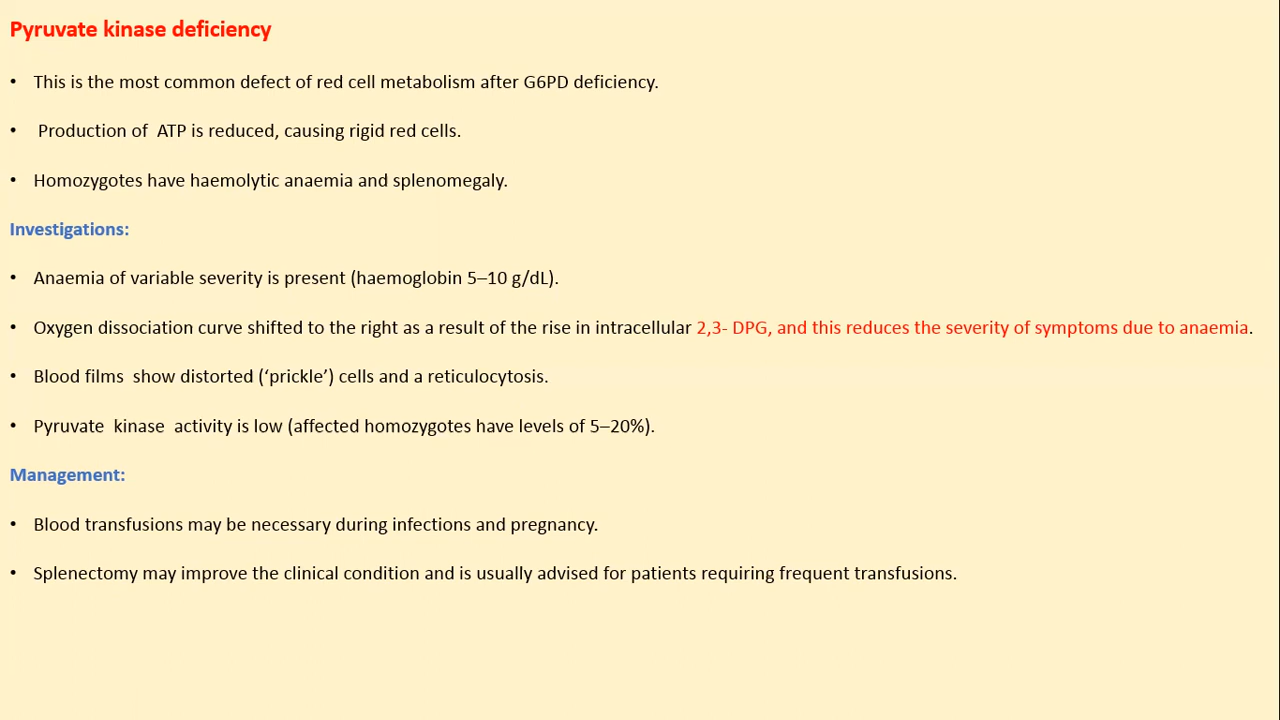 Pyruvate kinase deficiency
• This is the most common defect of red cell metabolism after G6PD deficiency.
• Production of ATP is reduced, causing rigid red cells.
• Homozygotes have haemolytic anaemia and splenomegaly.
Investigations:
• Anaemia of variable severity is present (haemoglobin 5–10 g/dL).
• Oxygen dissociation curve shifted to the right as a result of the rise in intracellular 2,3- DPG, and this reduces the severity of symptoms due to anaemia.
• Blood films show distorted (‘prickle’) cells and a reticulocytosis.
• Pyruvate kinase activity is low (affected homozygotes have levels of 5–20%).
Management:
• Blood transfusions may be necessary during infections and pregnancy.
• Splenectomy may improve the clinical condition and is usually advised for patients requiring frequent transfusions.